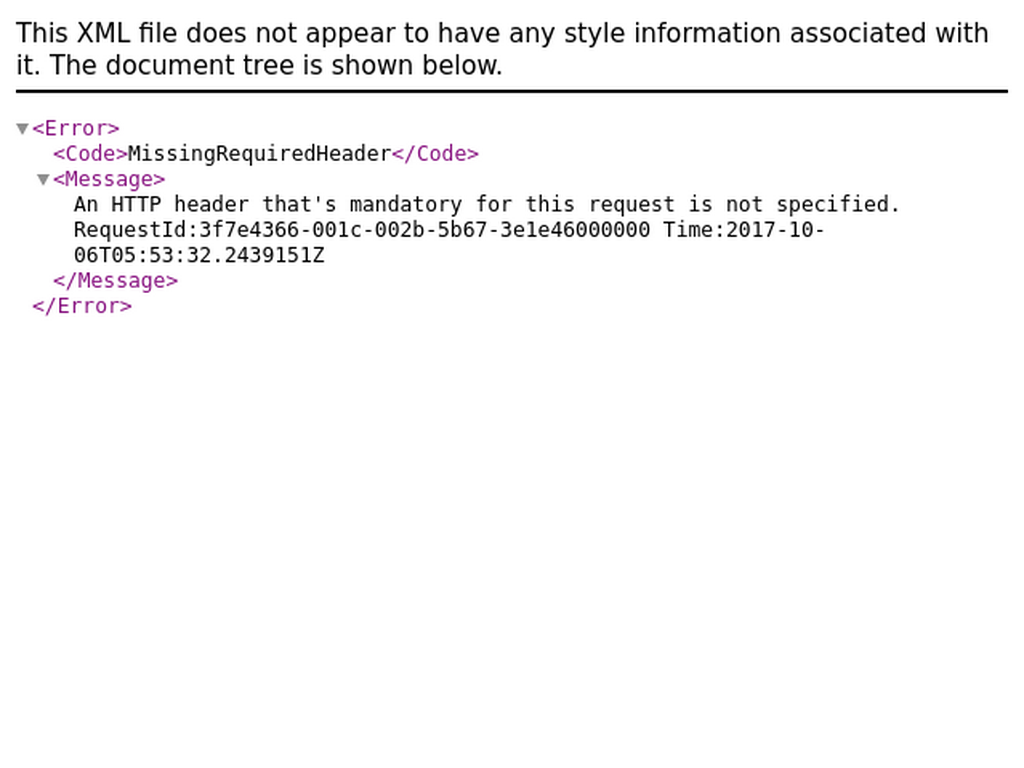 This XML file does not appear to have any style information associated with
it. The document tree is shown below.
<Error>
<Code>MissingRequiredHeader</Code>
<Message>
An HTTP header that's mandatory for this request is not specified.
RequestId:3f7e4366-001c-002b-5b67-3e1e46000000 Time:2017-10-
06T05:53:32.2439151Z
</Message>
</Error>